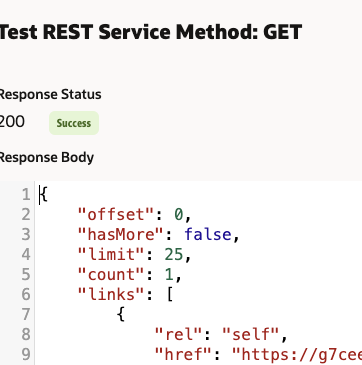 Test REST Service Method: GET
Response Status
200 Success
Response Body
1 {
2 "offset": 0,
3 "hasMore": false,
4 "limit": 25,
5 "count": 1,
6 "links": [
7 {
8 "rel": "self",
9 "href": "https://g7cee